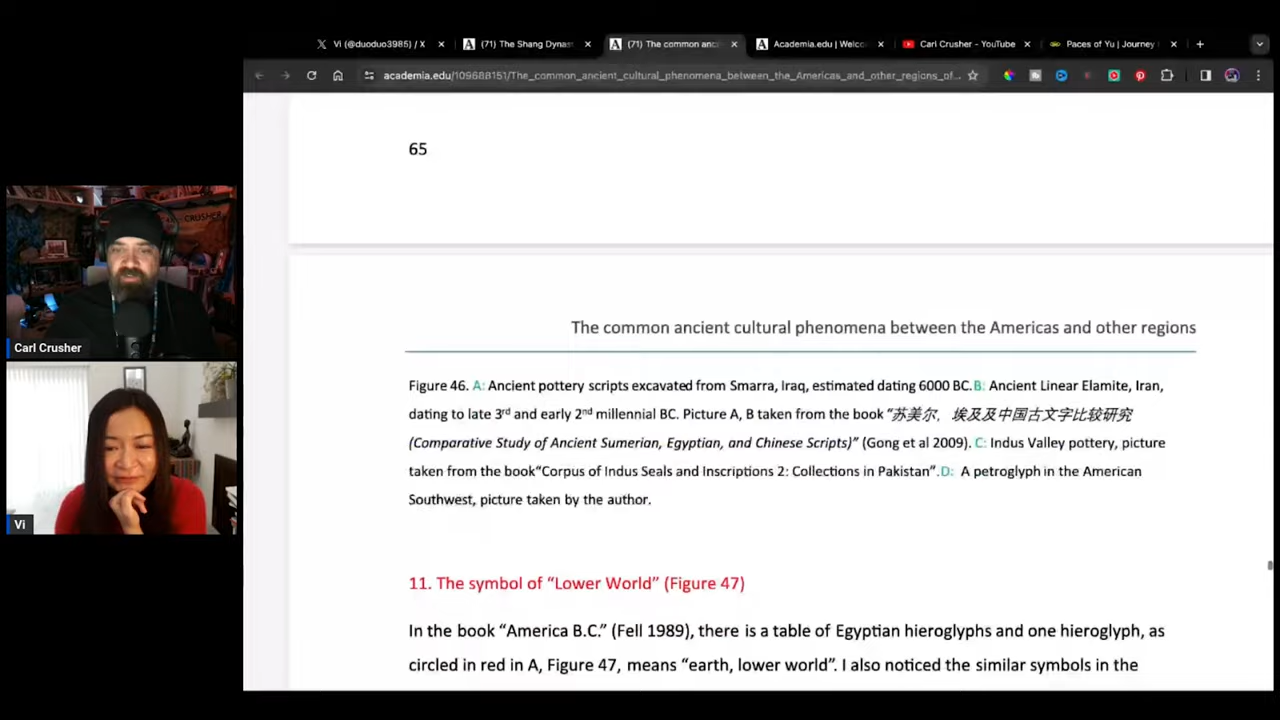 Vi (@duoduo3985) / X
(71) The Shang Dynast
(71) The common anci
Academia.edu | Welco
Carl Crusher - YouTube
Paces of Yu | Journey
academia.edu/109688151/The_common_ancient_cultural_phenomena_between_the_Americas_and_other_regions_of...
65
The common ancient cultural phenomena between the Americas and other regions
Figure 46. A: Ancient pottery scripts excavated from Smarra, Iraq, estimated dating 6000 BC.B: Ancient Linear Elamite, Iran,
dating to late 3rd and early 2nd millennial BC. Picture A, B taken from the book "苏美尔, 埃及及中国古文字比较研究
(Comparative Study of Ancient Sumerian, Egyptian, and Chinese Scripts)" (Gong et al 2009). C: Indus Valley pottery, picture
taken from the book"Corpus of Indus Seals and Inscriptions 2: Collections in Pakistan".D: A petroglyph in the American
Southwest, picture taken by the author.
11. The symbol of "Lower World" (Figure 47)
In the book "America B.C." (Fell 1989), there is a table of Egyptian hieroglyphs and one hieroglyph, as
circled in red in A, Figure 47, means "earth, lower world". I also noticed the similar symbols in the
CRUSHER
Carl Crusher
Vi